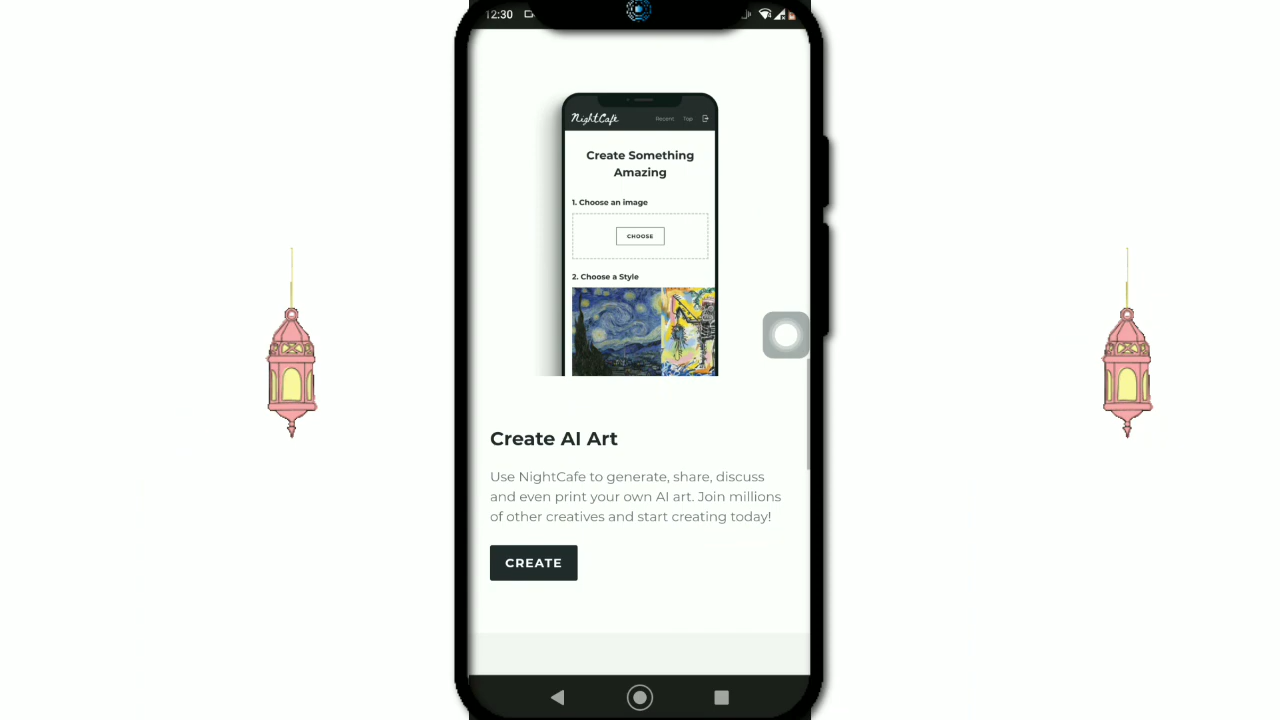 12:30
NightCafe
Recent Top
Create Something
Amazing
1. Choose an image
CHOOSE
2. Choose a Style
Create AI Art
Use NightCafe to generate, share, discuss
and even print your own AI art. Join millions
of other creatives and start creating today!
CREATE